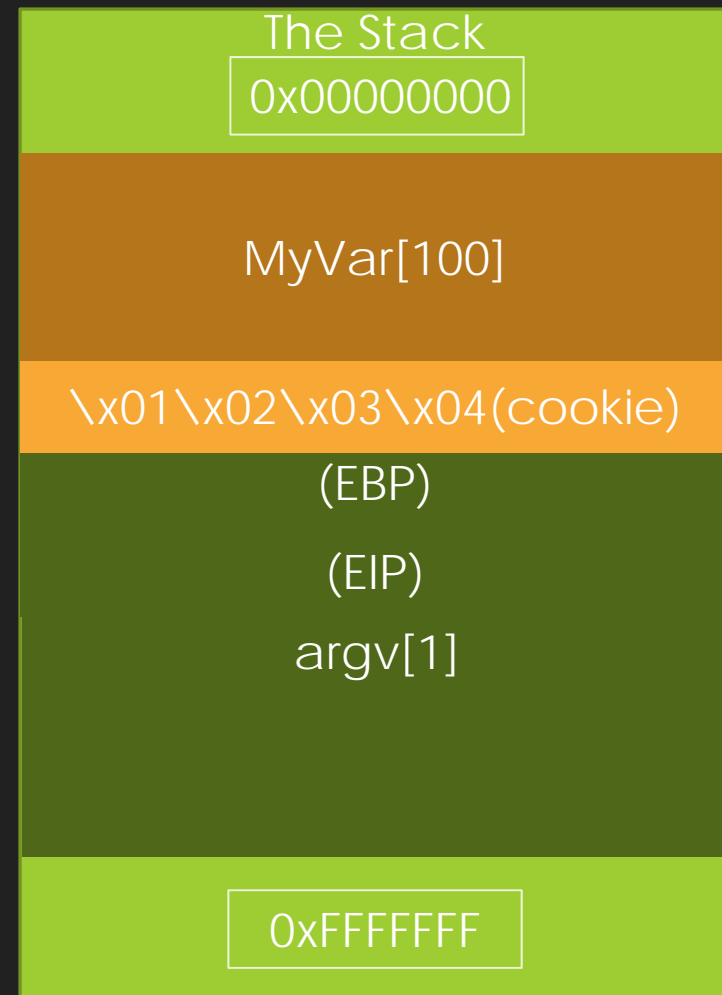 The Stack
0x00000000
MyVar[100]
\x01\x02\x03\x04(cookie)
(EBP)
(EIP)
argv[1]
0xFFFFFFF